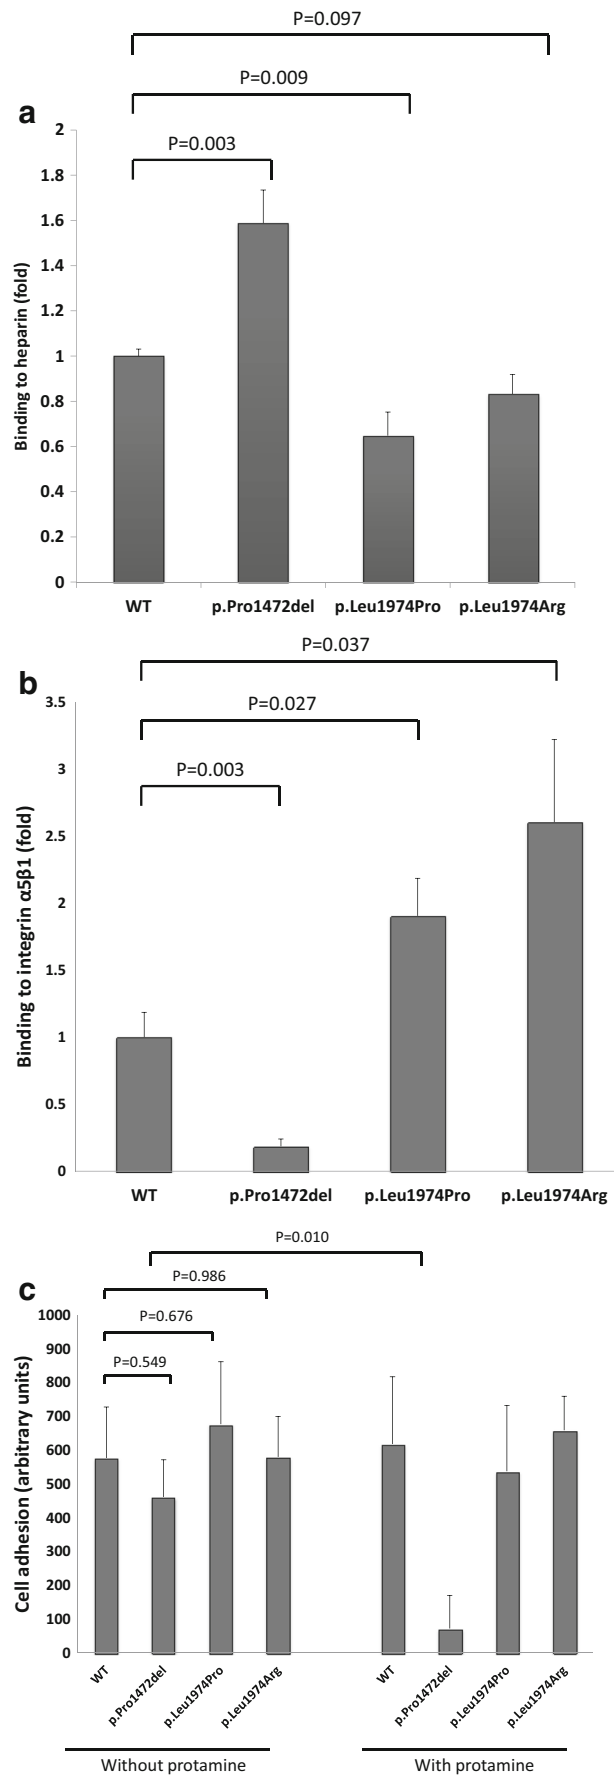 P=0.097
P=0.009
a
P=0.003
2
1.8
1.6
1.4
1.2
1
0.8
0.6
0.4
0.2
0
Binding to heparin (fold)
WT p.Pro1472del p.Leu1974Pro p.Leu1974Arg
P=0.037
b
P=0.027
P=0.003
3.5
3
2.5
2
1.5
1
0.5
0
Binding to integrin α5β1 (fold)
WT p.Pro1472del p.Leu1974Pro p.Leu1974Arg
P=0.010
c
P=0.986
P=0.676
P=0.549
1000
900
800
700
600
500
400
300
200
100
0
Cell adhesion (arbitrary units)
WT p.Pro1472del p.Leu1974Pro p.Leu1974Arg WT p.Pro1472del p.Leu1974Pro p.Leu1974Arg
Without protamine With protamine